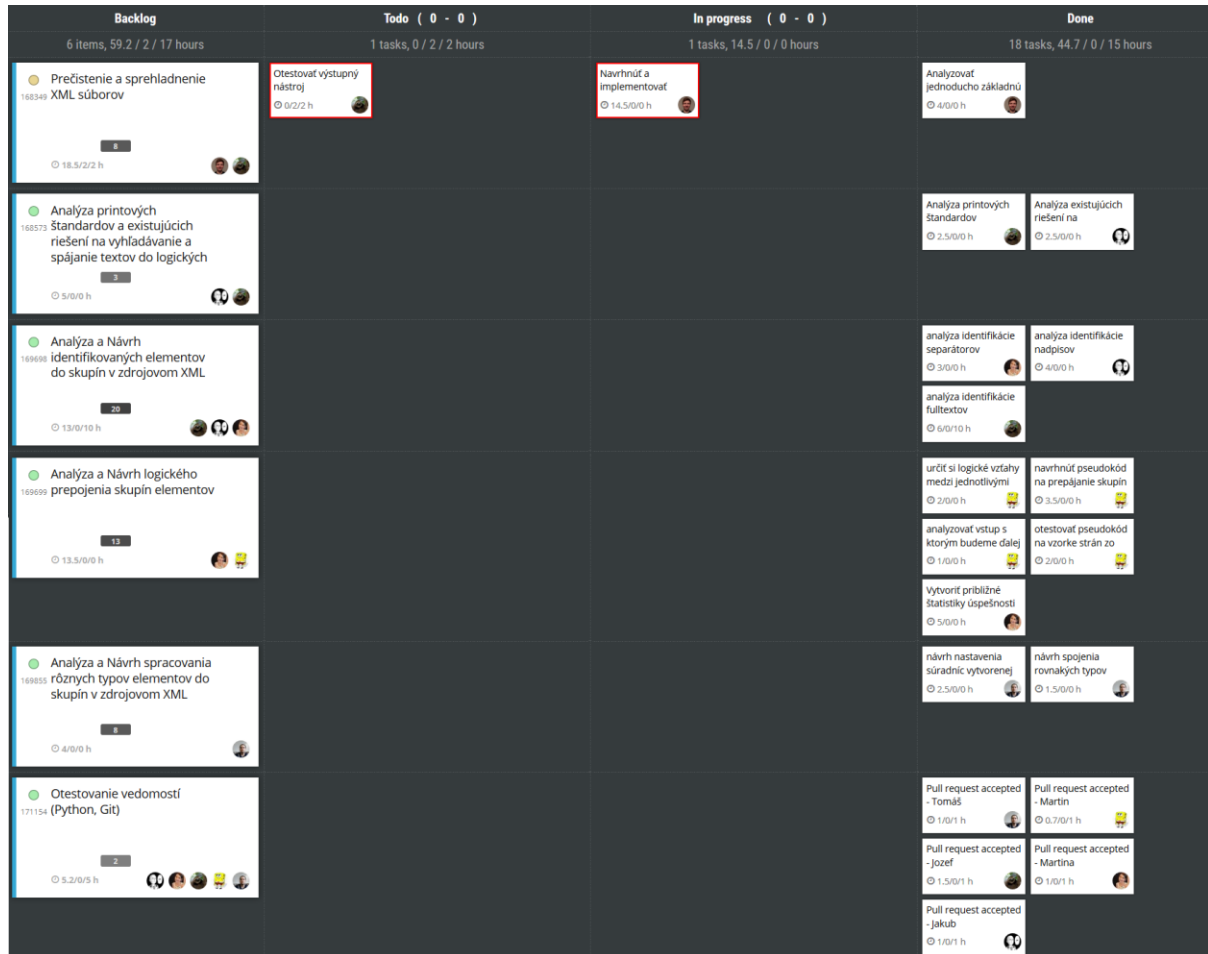 Backlog
Todo ( 0 - 0 )
In progress ( 0 - 0 )
Done
6 items, 59.2 / 2 / 17 hours
1 tasks, 0 / 2 / 2 hours
1 tasks, 14.5 / 0 / 0 hours
18 tasks, 44.7 / 0 / 15 hours
Prečistenie a sprehladnenie
168349 XML súborov
8
18.5/2/2 h
Otestovať výstupný
nástroj
0/2/2 h
Navrhnúť a
implementovať
14.5/0/0 h
Analyzovať
jednoducho základnú
4/0/0 h
Analýza printových
168573 štandardov a existujúcich
riešení na vyhľadávanie a
spájanie textov do logických
3
5/0/0 h
Analýza printových
štandardov
2.5/0/0 h
Analýza existujúcich
riešení na
2.5/0/0 h
Analýza a Návrh
169698 identifikovaných elementov
do skupín v zdrojovom XML
20
13/0/10 h
analýza identifikácie
separátorov
3/0/0 h
analýza identifikácie
nadpisov
4/0/0 h
analýza identifikácie
fulltextov
6/0/10 h
Analýza a Návrh logického
169699 prepojenia skupín elementov
13
13.5/0/0 h
určiť si logické vzťahy
medzi jednotlivými
2/0/0 h
navrhnúť pseudokód
na prepájanie skupín
3.5/0/0 h
analyzovať vstup s
ktorým budeme ďalej
1/0/0 h
otestovať pseudokód
na vzorke strán zo
2/0/0 h
Vytvoriť približné
štatistiky úspešnosti
5/0/0 h
Analýza a Návrh spracovania
169855 rôznych typov elementov do
skupín v zdrojovom XML
8
4/0/0 h
návrh nastavenia
súradníc vytvorenej
2.5/0/0 h
návrh spojenia
rovnakých typov
1.5/0/0 h
Otestovanie vedomostí
171154 (Python, Git)
2
5.2/0/5 h
Pull request accepted
- Tomáš
1/0/1 h
Pull request accepted
- Martin
0.7/0/1 h
Pull request accepted
- Jozef
1.5/0/1 h
Pull request accepted
- Martina
1/0/1 h
Pull request accepted
- Jakub
1/0/1 h